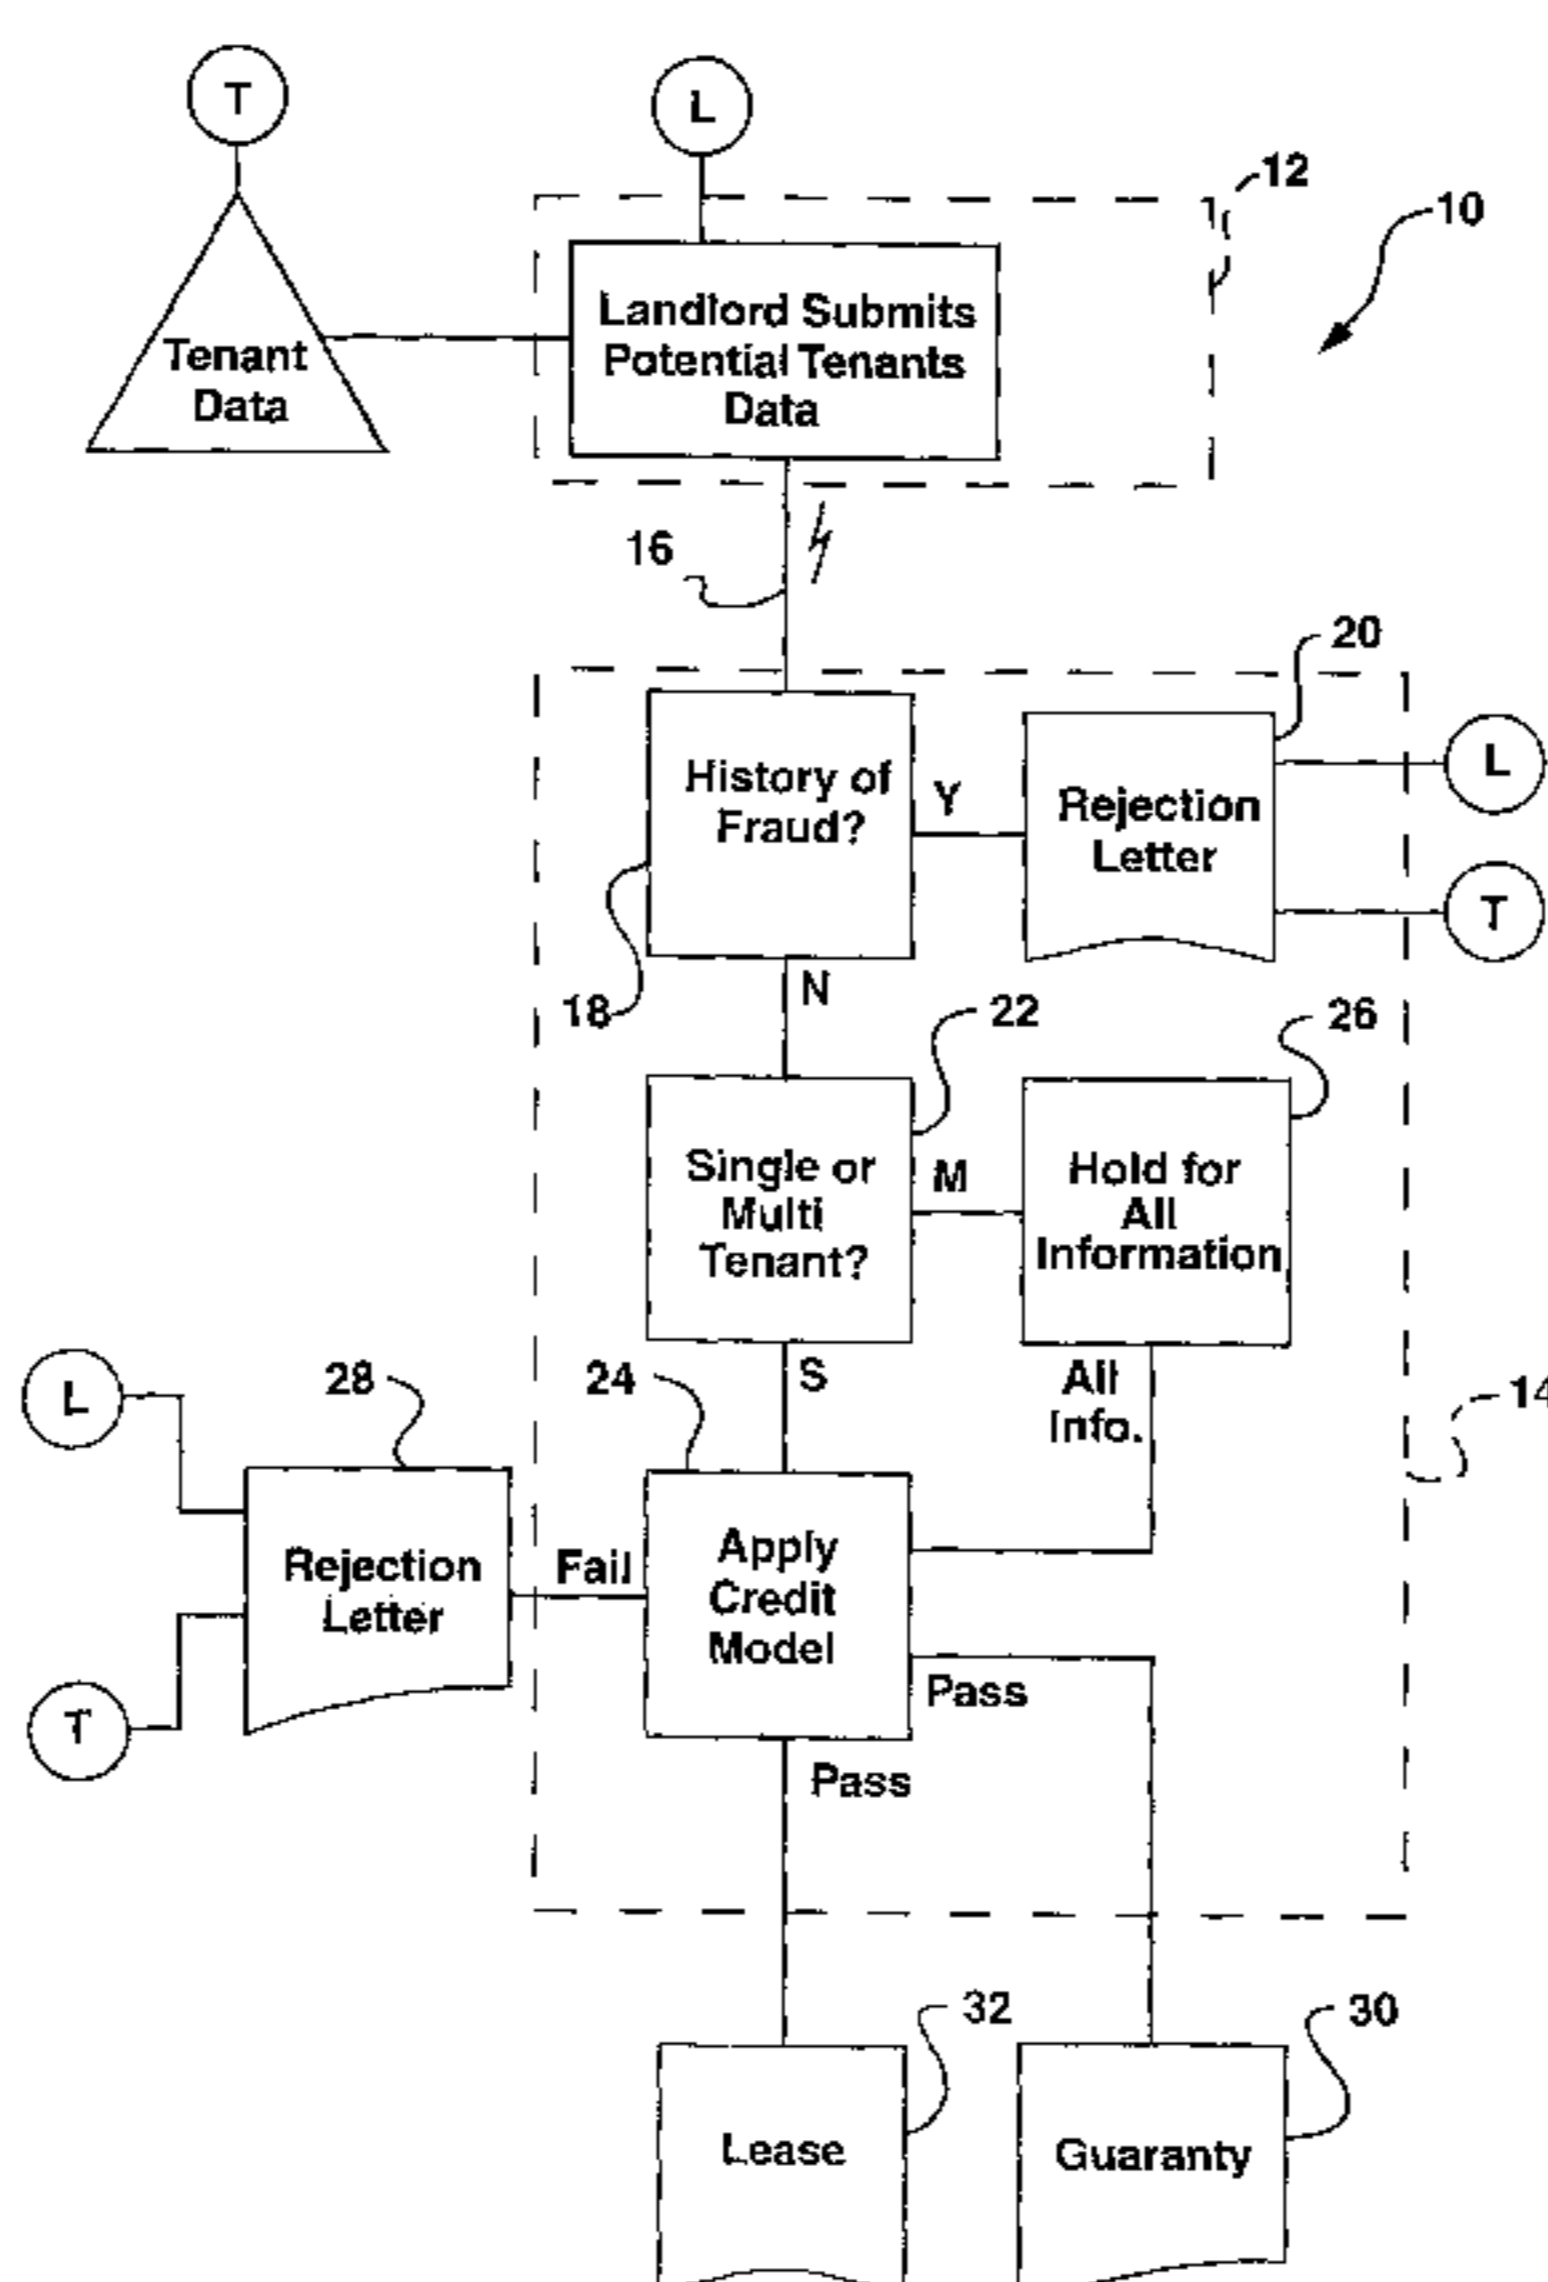 T
L
12
10
Landlord Submits
Potential Tenants
Data
Tenant
Data
16
20
History of
Fraud?
Y
Rejection
Letter
L
T
18
N
22
26
Single or
Multi
Tenant?
M
Hold for
All
Information
L
28
24
S
All
Info.
14
Rejection
Letter
Fail
Apply
Credit
Model
T
Pass
Pass
32
30
Lease
Guaranty